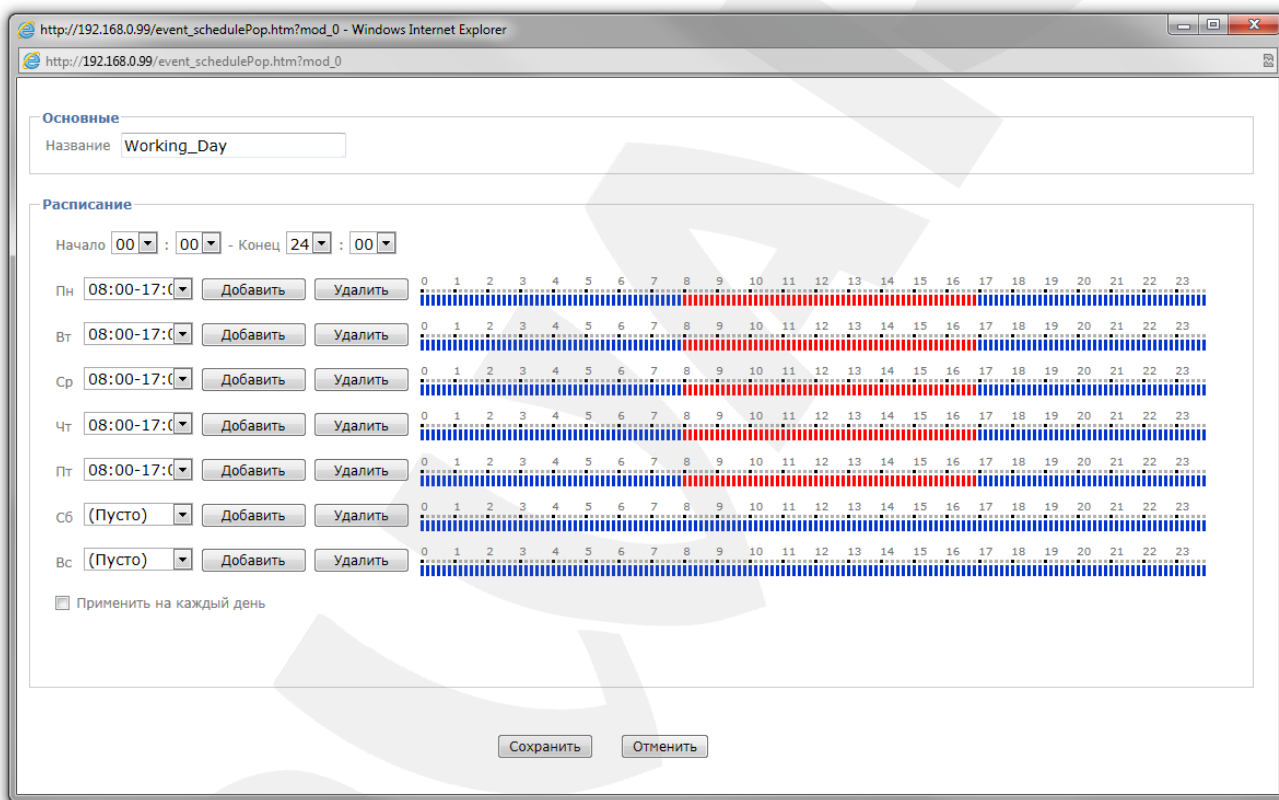 http://192.168.0.99/event_schedulePop.htm?mod_0 - Windows Internet Explorer
http://192.168.0.99/event_schedulePop.htm?mod_0
Основные
Название Working_Day
Расписание
Начало 00 : 00 - Конец 24 : 00
Пн 08:00-17:0 Добавить Удалить 0 1 2 3 4 5 6 7 8 9 10 11 12 13 14 15 16 17 18 19 20 21 22 23
Вт 08:00-17:0 Добавить Удалить 0 1 2 3 4 5 6 7 8 9 10 11 12 13 14 15 16 17 18 19 20 21 22 23
Ср 08:00-17:0 Добавить Удалить 0 1 2 3 4 5 6 7 8 9 10 11 12 13 14 15 16 17 18 19 20 21 22 23
Чт 08:00-17:0 Добавить Удалить 0 1 2 3 4 5 6 7 8 9 10 11 12 13 14 15 16 17 18 19 20 21 22 23
Пт 08:00-17:0 Добавить Удалить 0 1 2 3 4 5 6 7 8 9 10 11 12 13 14 15 16 17 18 19 20 21 22 23
Сб (Пусто) Добавить Удалить 0 1 2 3 4 5 6 7 8 9 10 11 12 13 14 15 16 17 18 19 20 21 22 23
Вс (Пусто) Добавить Удалить 0 1 2 3 4 5 6 7 8 9 10 11 12 13 14 15 16 17 18 19 20 21 22 23
Применить на каждый день
Сохранить Отменить